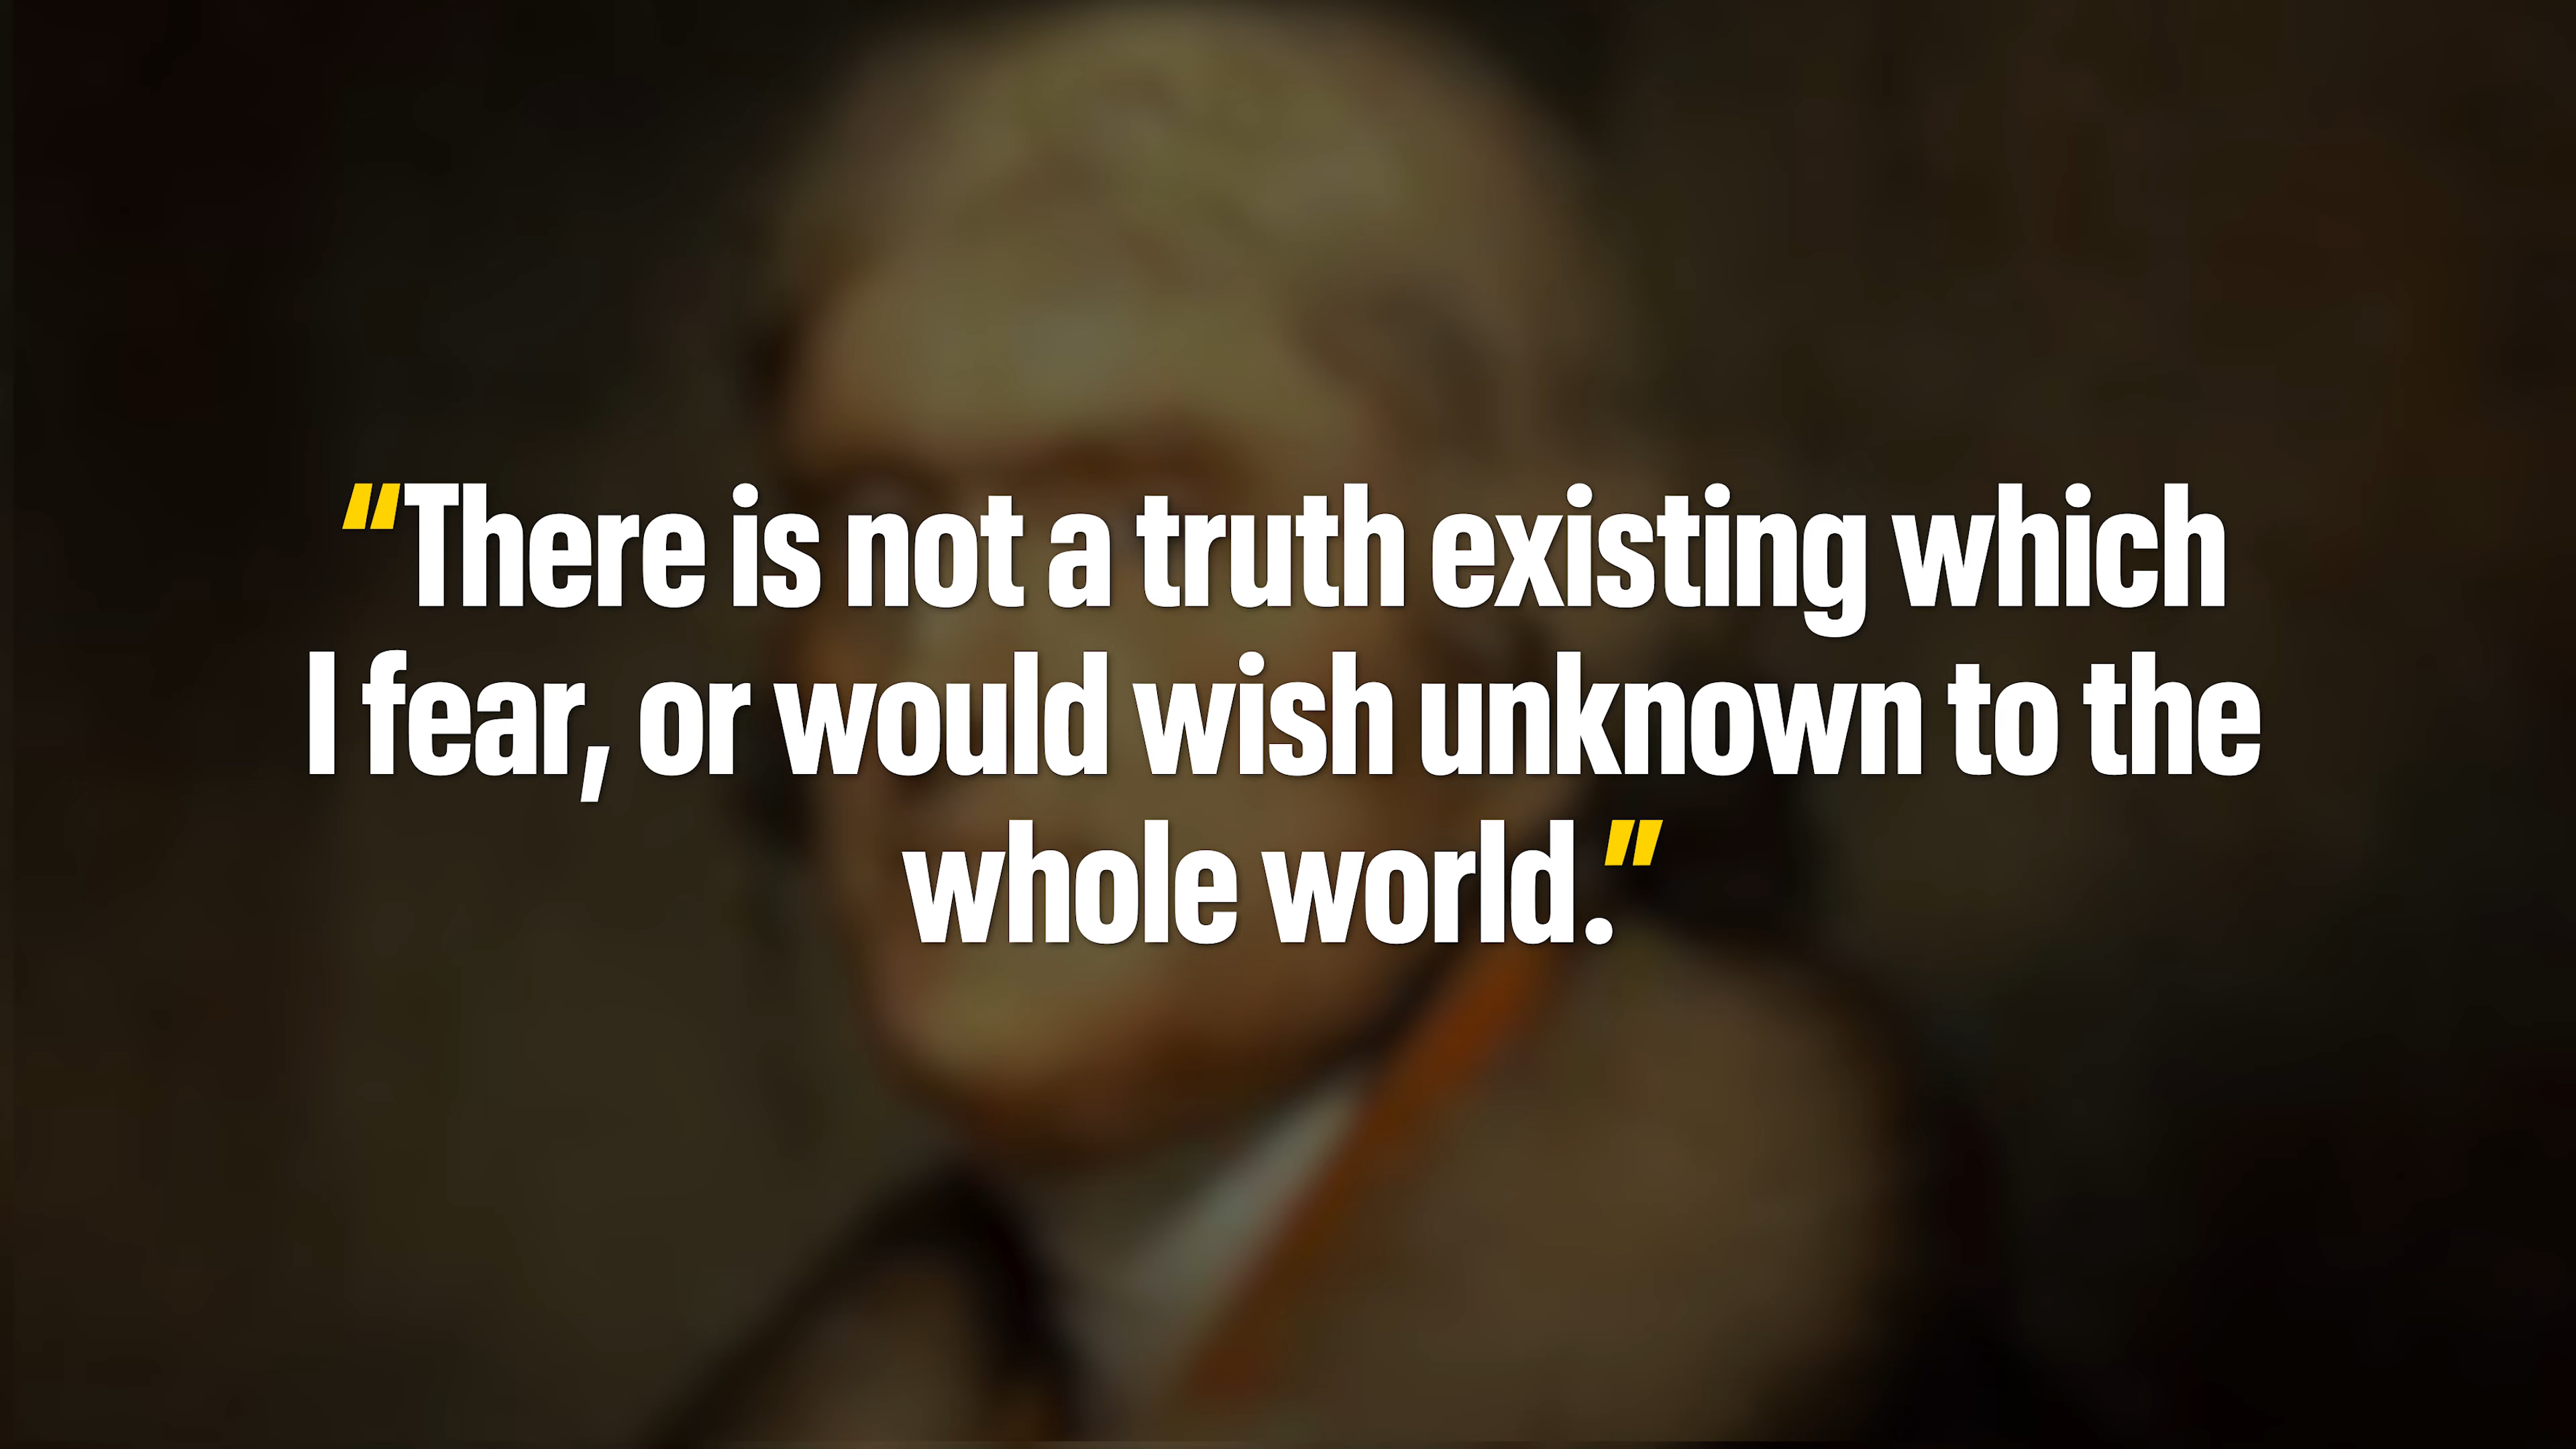 “There is not a truth existing which
I fear, or would wish unknown to the
whole world.”